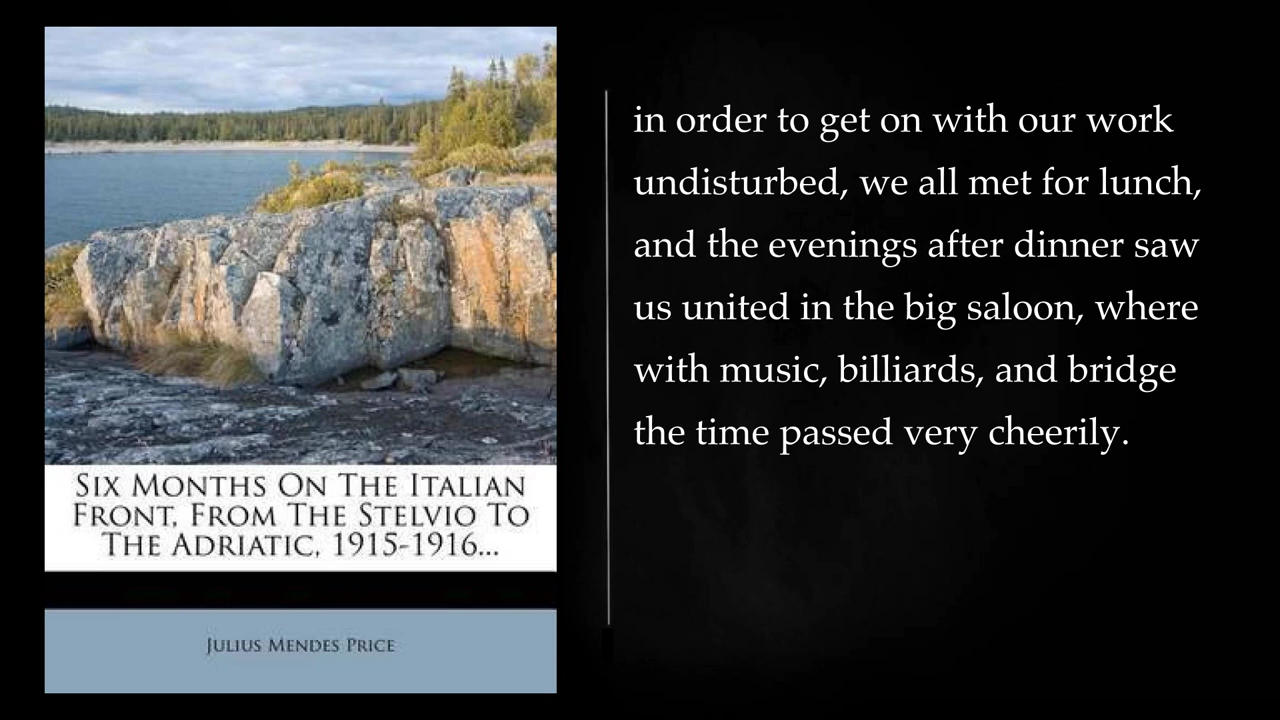 in order to get on with our work
undisturbed, we all met for lunch,
and the evenings after dinner saw
us united in the big saloon, where
with music, billiards, and bridge
the time passed very cheerily.
Six Months On The Italian
Front, From The Stelvio To
The Adriatic, 1915-1916...
Julius Mendes Price